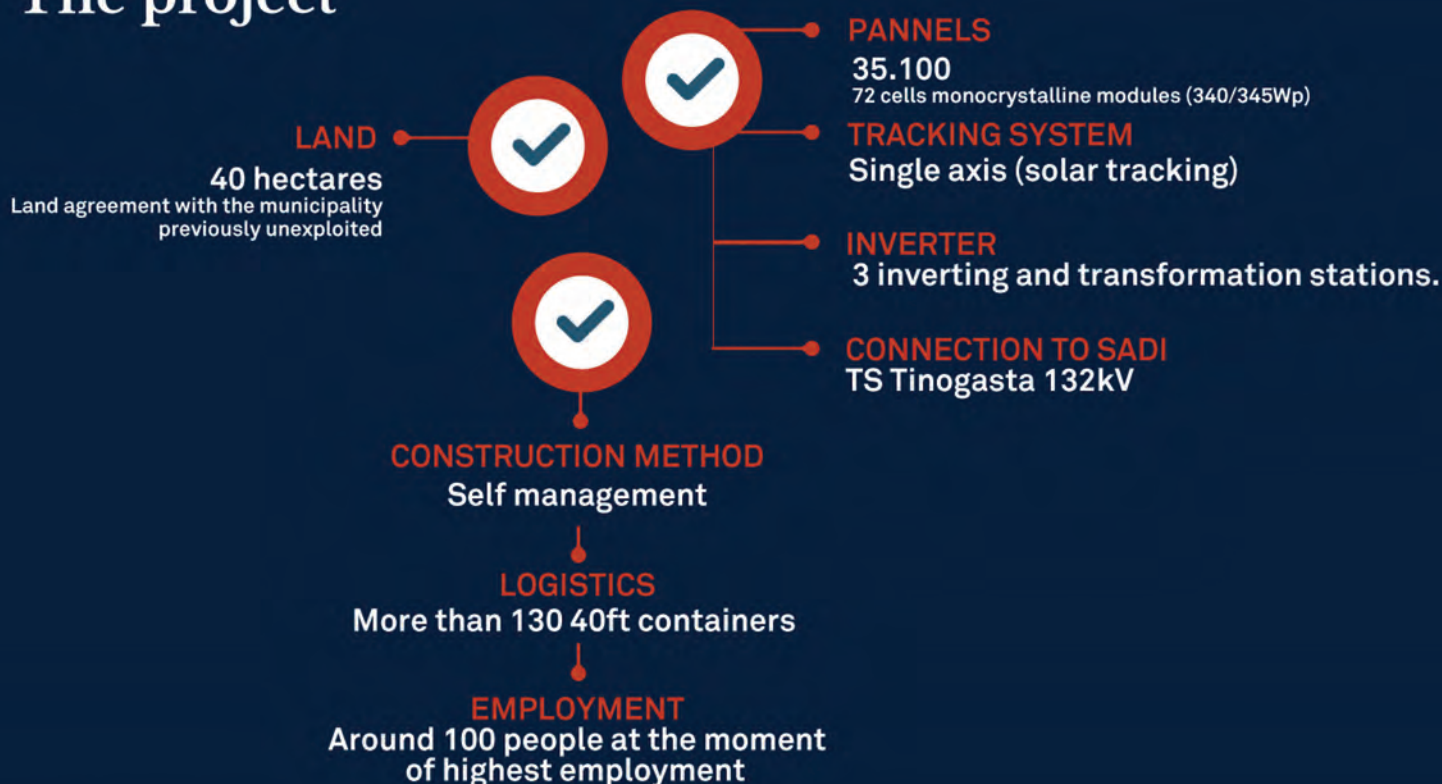 The project
LAND
40 hectares
Land agreement with the municipality
previously unexploited
PANNELS
35.100
72 cells monocrystalline modules (340/345Wp)
TRACKING SYSTEM
Single axis (solar tracking)
INVERTER
3 inverting and transformation stations.
CONNECTION TO SADI
TS Tinogasta 132kV
CONSTRUCTION METHOD
Self management
LOGISTICS
More than 130 40ft containers
EMPLOYMENT
Around 100 people at the moment
of highest employment